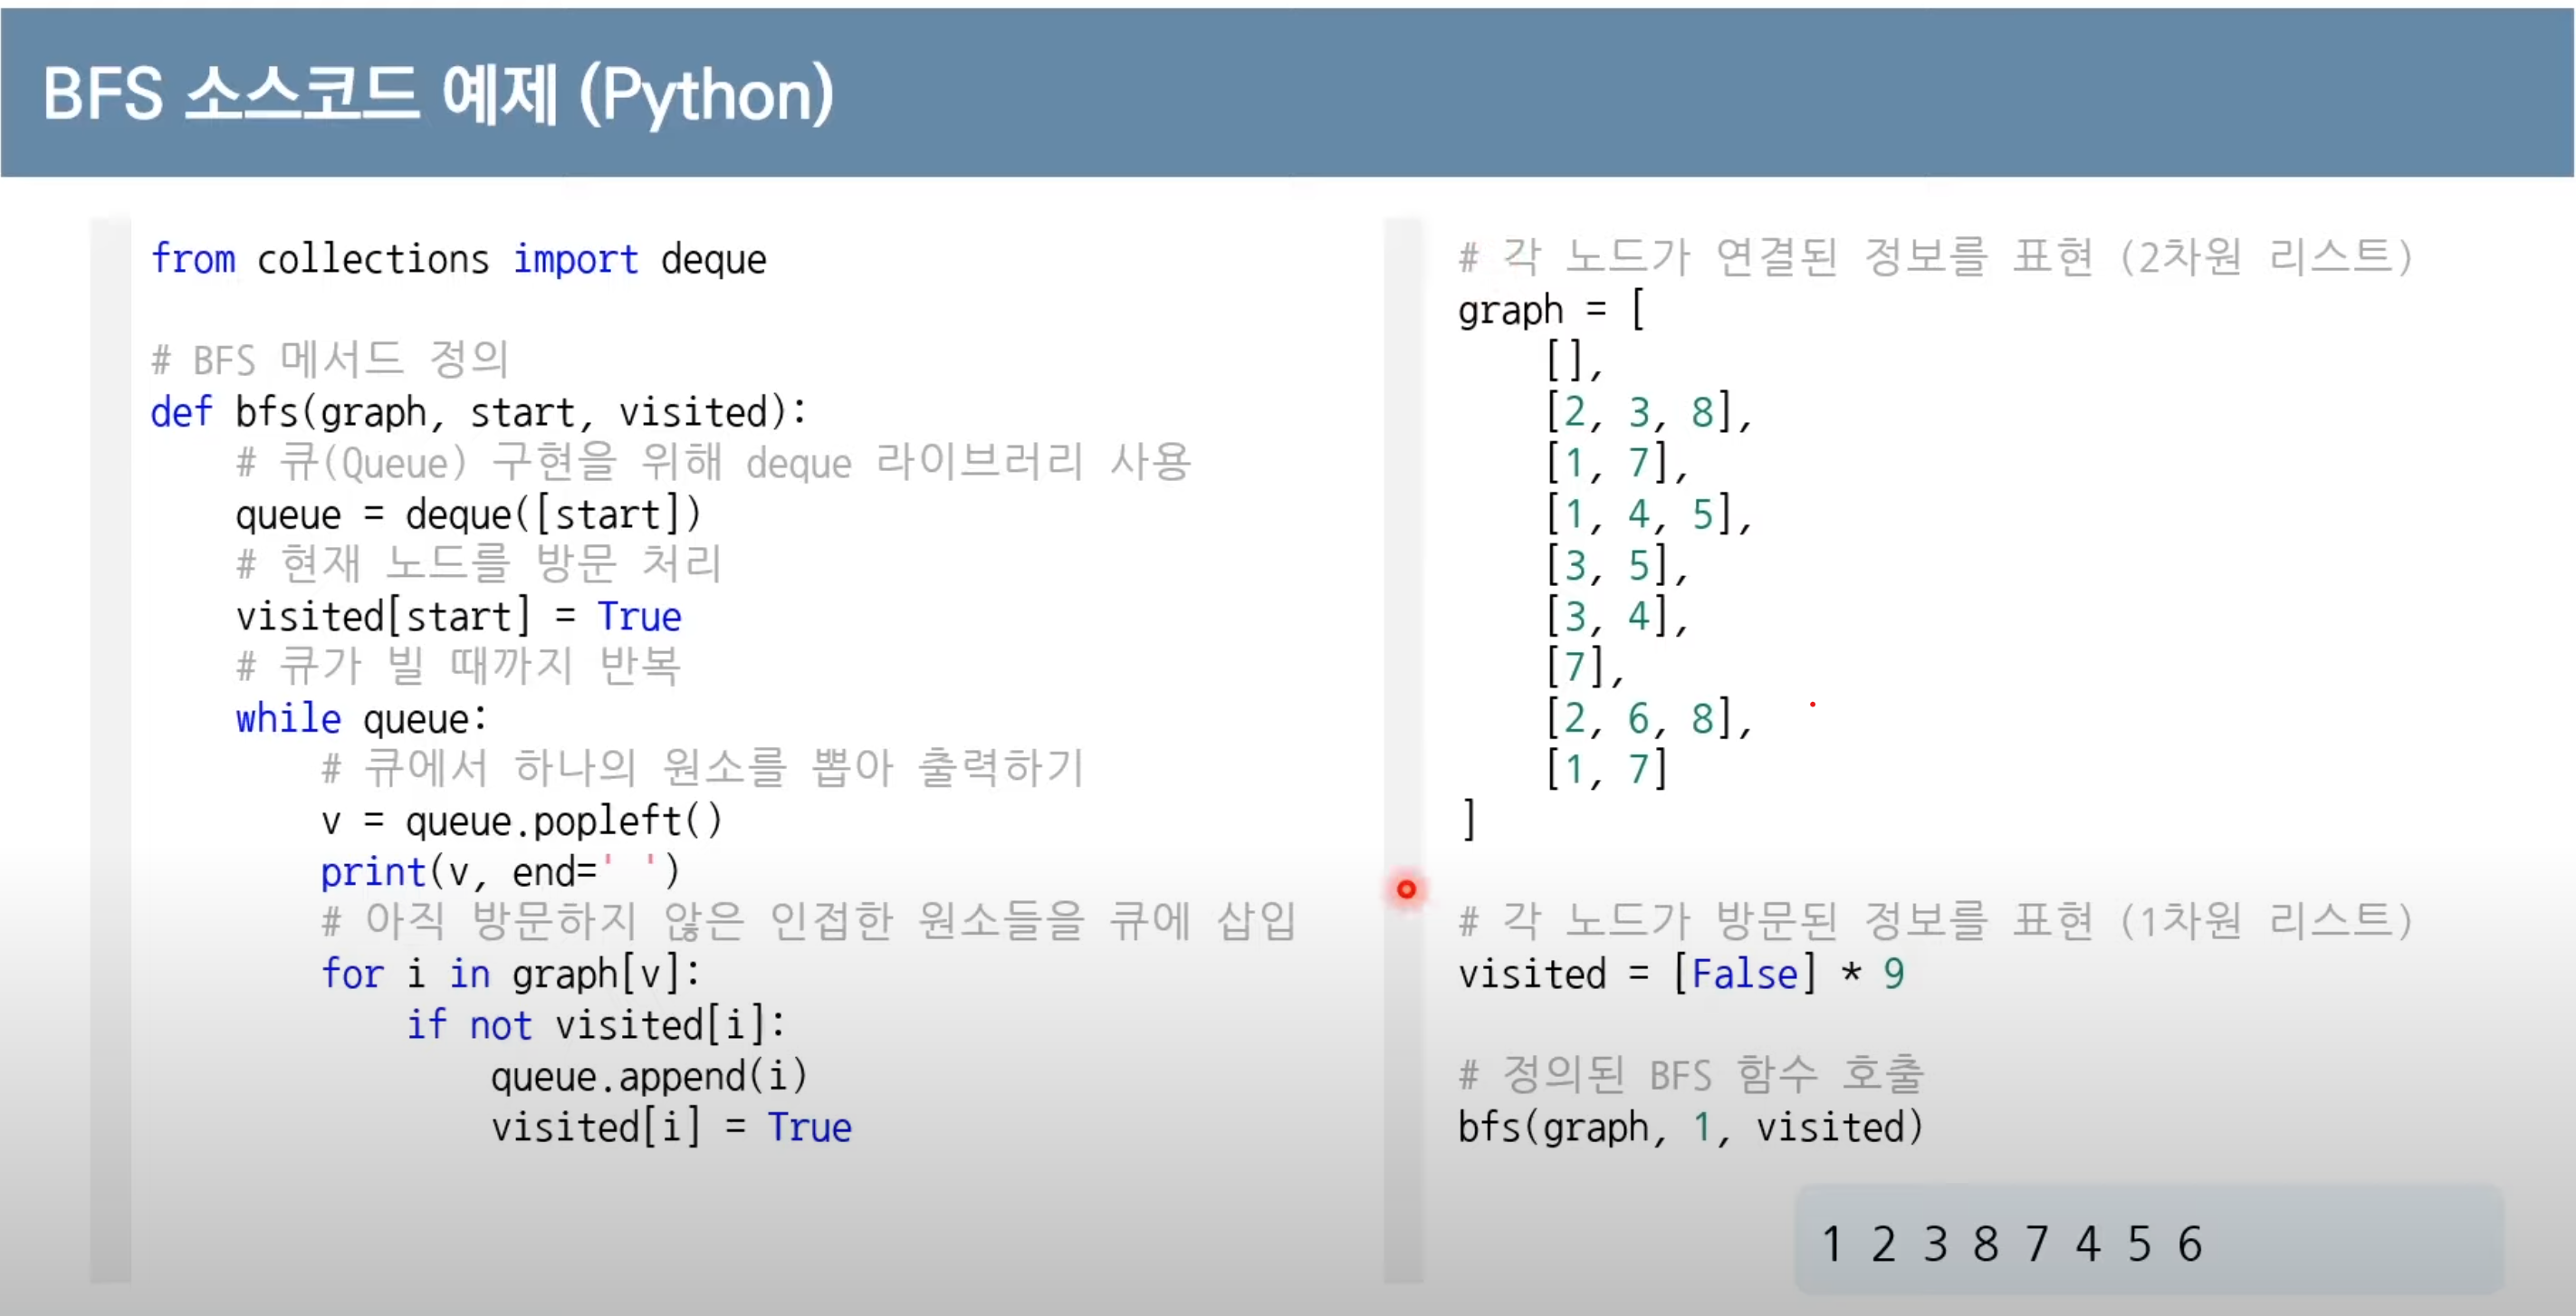 BFS 소스코드 예제 (Python)
from collections import deque
# BFS 메서드 정의
def bfs(graph, start, visited):
    # 큐(Queue) 구현을 위해 deque 라이브러리 사용
    queue = deque([start])
    # 현재 노드를 방문 처리
    visited[start] = True
    # 큐가 빌 때까지 반복
    while queue:
        # 큐에서 하나의 원소를 뽑아 출력하기
        v = queue.popleft()
        print(v, end=' ')
        # 아직 방문하지 않은 인접한 원소들을 큐에 삽입
        for i in graph[v]:
            if not visited[i]:
                queue.append(i)
                visited[i] = True
# 각 노드가 연결된 정보를 표현 (2차원 리스트)
graph = [
    [],
    [2, 3, 8],
    [1, 7],
    [1, 4, 5],
    [3, 5],
    [3, 4],
    [7],
    [2, 6, 8],
    [1, 7]
]
# 각 노드가 방문된 정보를 표현 (1차원 리스트)
visited = [False] * 9
# 정의된 BFS 함수 호출
bfs(graph, 1, visited)
1 2 3 8 7 4 5 6